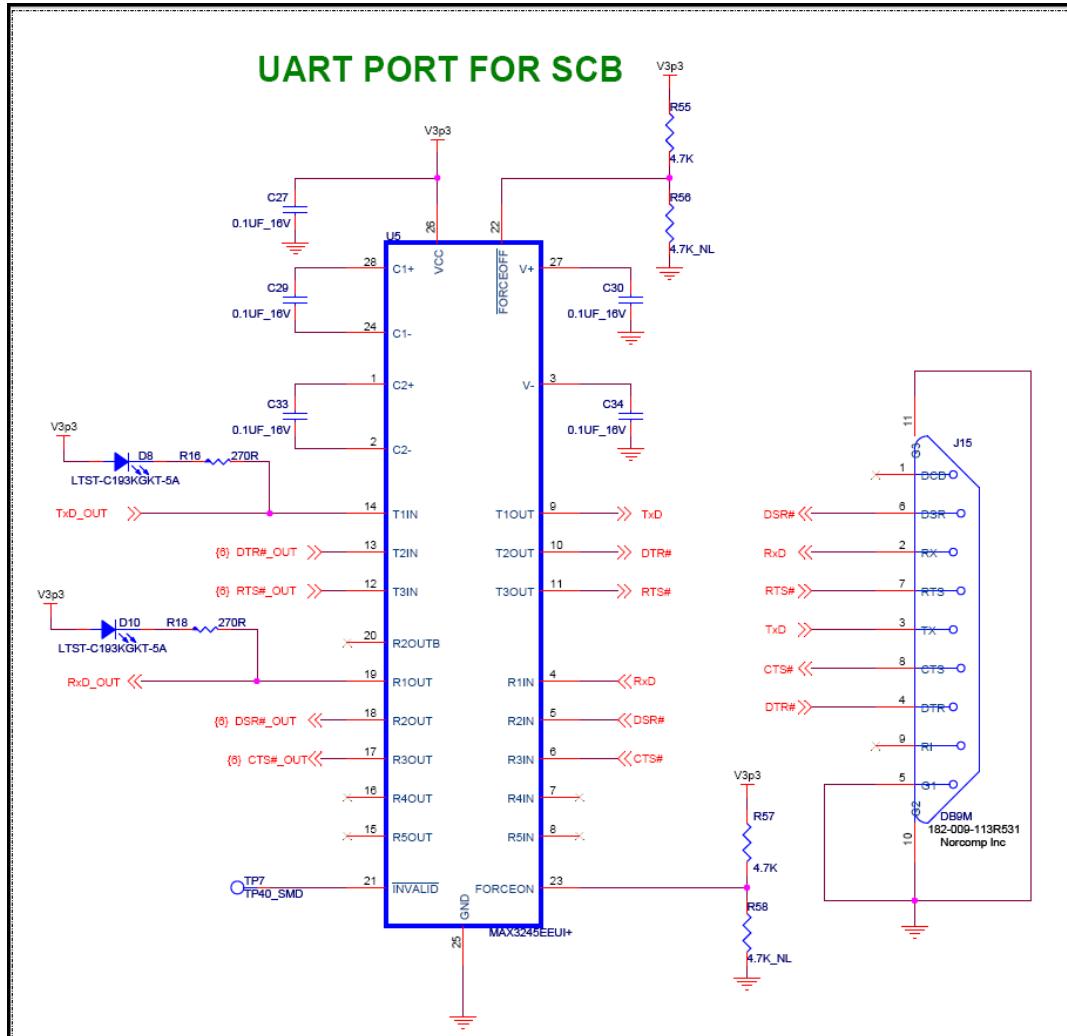 UART PORT FOR SCB
V3p3
R55
4.7K
R56
4.7K_NL
V3p3
C27
0.1UF_16V
26
22
U5
VCC
FORCEOFF
28
C1+
V+
27
C29
0.1UF_16V
C30
0.1UF_16V
24
C1-
1
C2+
V-
3
C33
0.1UF_16V
C34
0.1UF_16V
2
C2-
V3p3
D8
R16
270R
LTST-C193KGKT-5A
TxD_OUT
14
T1IN
T1OUT
9
TxD
{6} DTR#_OUT
13
T2IN
T2OUT
10
DTR#
{6} RTS#_OUT
12
T3IN
T3OUT
11
RTS#
V3p3
D10
R18
270R
LTST-C193KGKT-5A
20
R2OUTB
RxD_OUT
19
R1OUT
R1IN
4
RxD
{6} DSR#_OUT
18
R2OUT
R2IN
5
DSR#
{6} CTS#_OUT
17
R3OUT
R3IN
6
CTS#
16
R4OUT
R4IN
7
15
R5OUT
R5IN
8
TP7
TP40_SMD
21
INVALID
FORCEON
23
GND
25
MAX3245EEUI+
V3p3
R57
4.7K
R58
4.7K_NL
11
G3
J15
1
DCD
DSR#
6
DSR
RxD
2
RX
RTS#
7
RTS
TxD
3
TX
CTS#
8
CTS
DTR#
4
DTR
9
RI
5
G1
G2
10
DB9M
182-009-113R531
Norcomp Inc